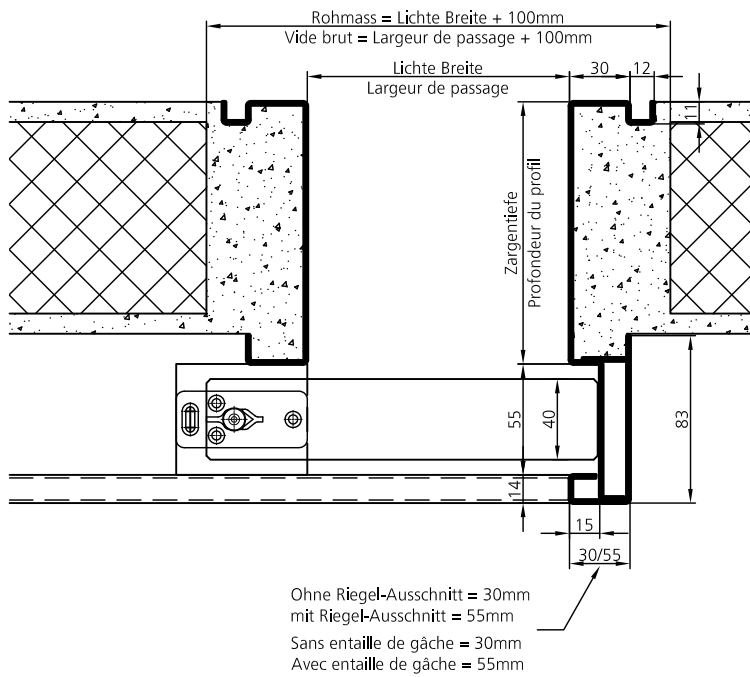 Rohmass = Lichte Breite + 100mm
Vide brut = Largeur de passage + 100mm
Lichte Breite
Largeur de passage
30
12
11
Zargentiefe
Profondeur du profil
55
40
83
14
15
30/55
Ohne Riegel-Ausschnitt = 30mm
mit Riegel-Ausschnitt = 55mm
Sans entaille de gâche = 30mm
Avec entaille de gâche = 55mm